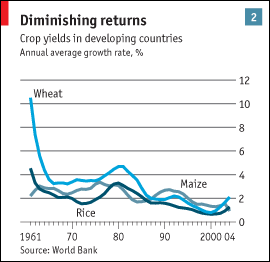 Diminishing returns
2
Crop yields in developing countries
Annual average growth rate, %
12
10
8
6
4
2
0
Wheat
Maize
Rice
1961 70 80 90 2000 04
Source: World Bank